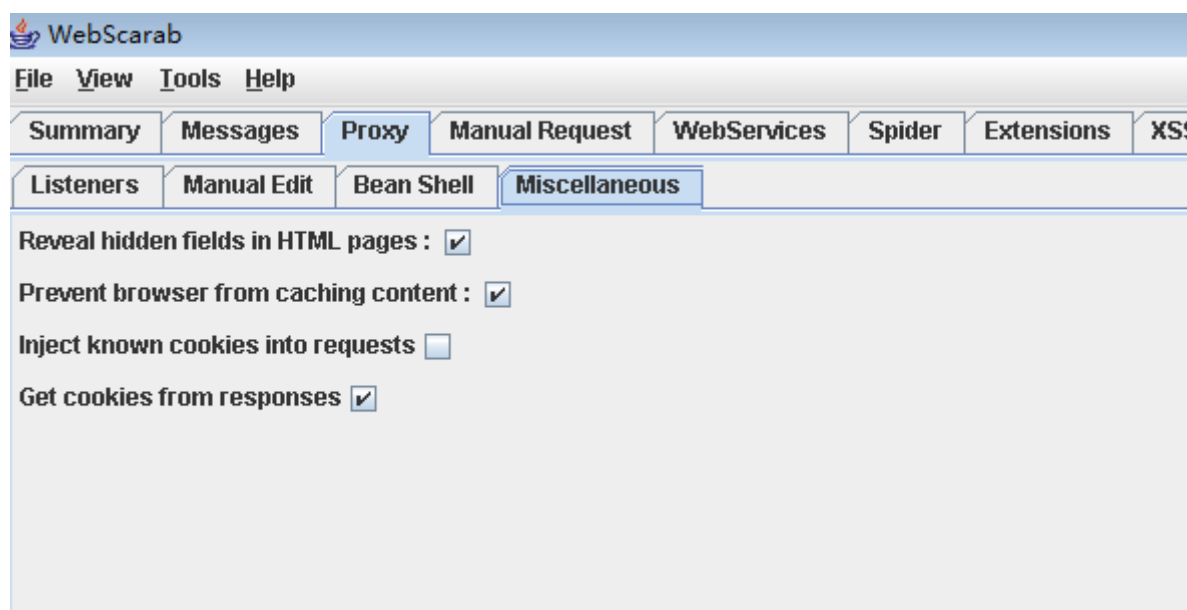 WebScarab
File View Tools Help
Summary Messages Proxy Manual Request WebServices Spider Extensions
Listeners Manual Edit Bean Shell Miscellaneous
Reveal hidden fields in HTML pages :
Prevent browser from caching content :
Inject known cookies into requests
Get cookies from responses